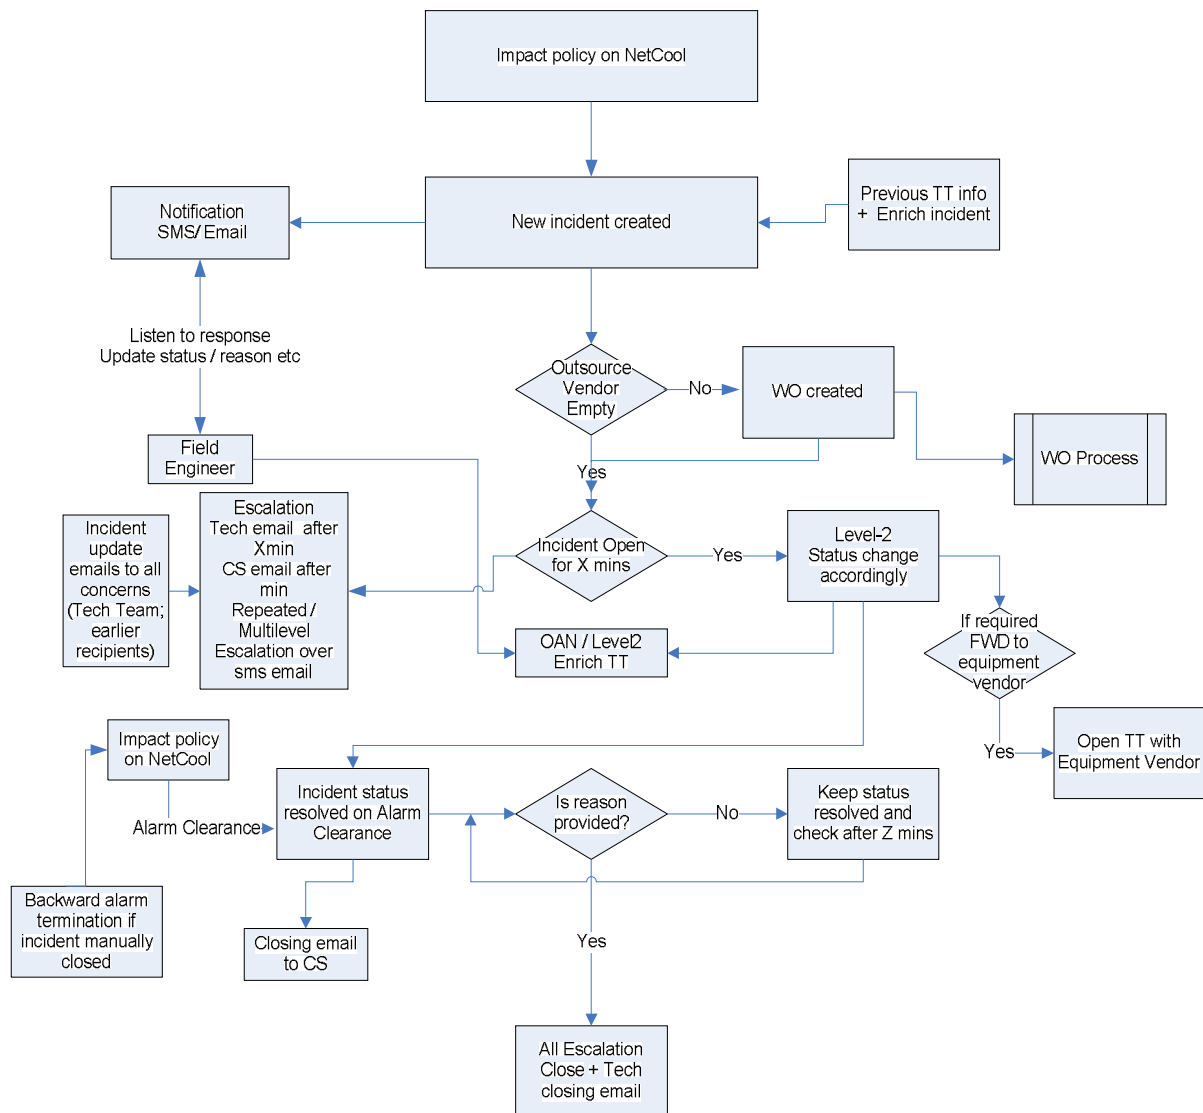 Impact policy on NetCool
Previous TT info
+ Enrich incident
Notification
SMS/ Email
New incident created
Listen to response
Update status / reason etc
Outsource
Vendor
Empty
No
WO created
Field
Engineer
WO Process
Yes
Incident
update
emails to all
concerns
(Tech Team;
earlier
recipients)
Escalation
Tech email after
Xmin
CS email after
min
Repeated /
Multilevel
Escalation over
sms email
Incident Open
for X mins
Yes
Level-2
Status change
accordingly
OAN / Level2
Enrich TT
If required
FWD to
equipment
vendor
Yes
Open TT with
Equipment Vendor
Impact policy
on NetCool
Alarm Clearance
Incident status
resolved on Alarm
Clearance
Is reason
provided?
No
Keep status
resolved and
check after Z mins
Backward alarm
termination if
incident manually
closed
Closing email
to CS
Yes
All Escalation
Close + Tech
closing email